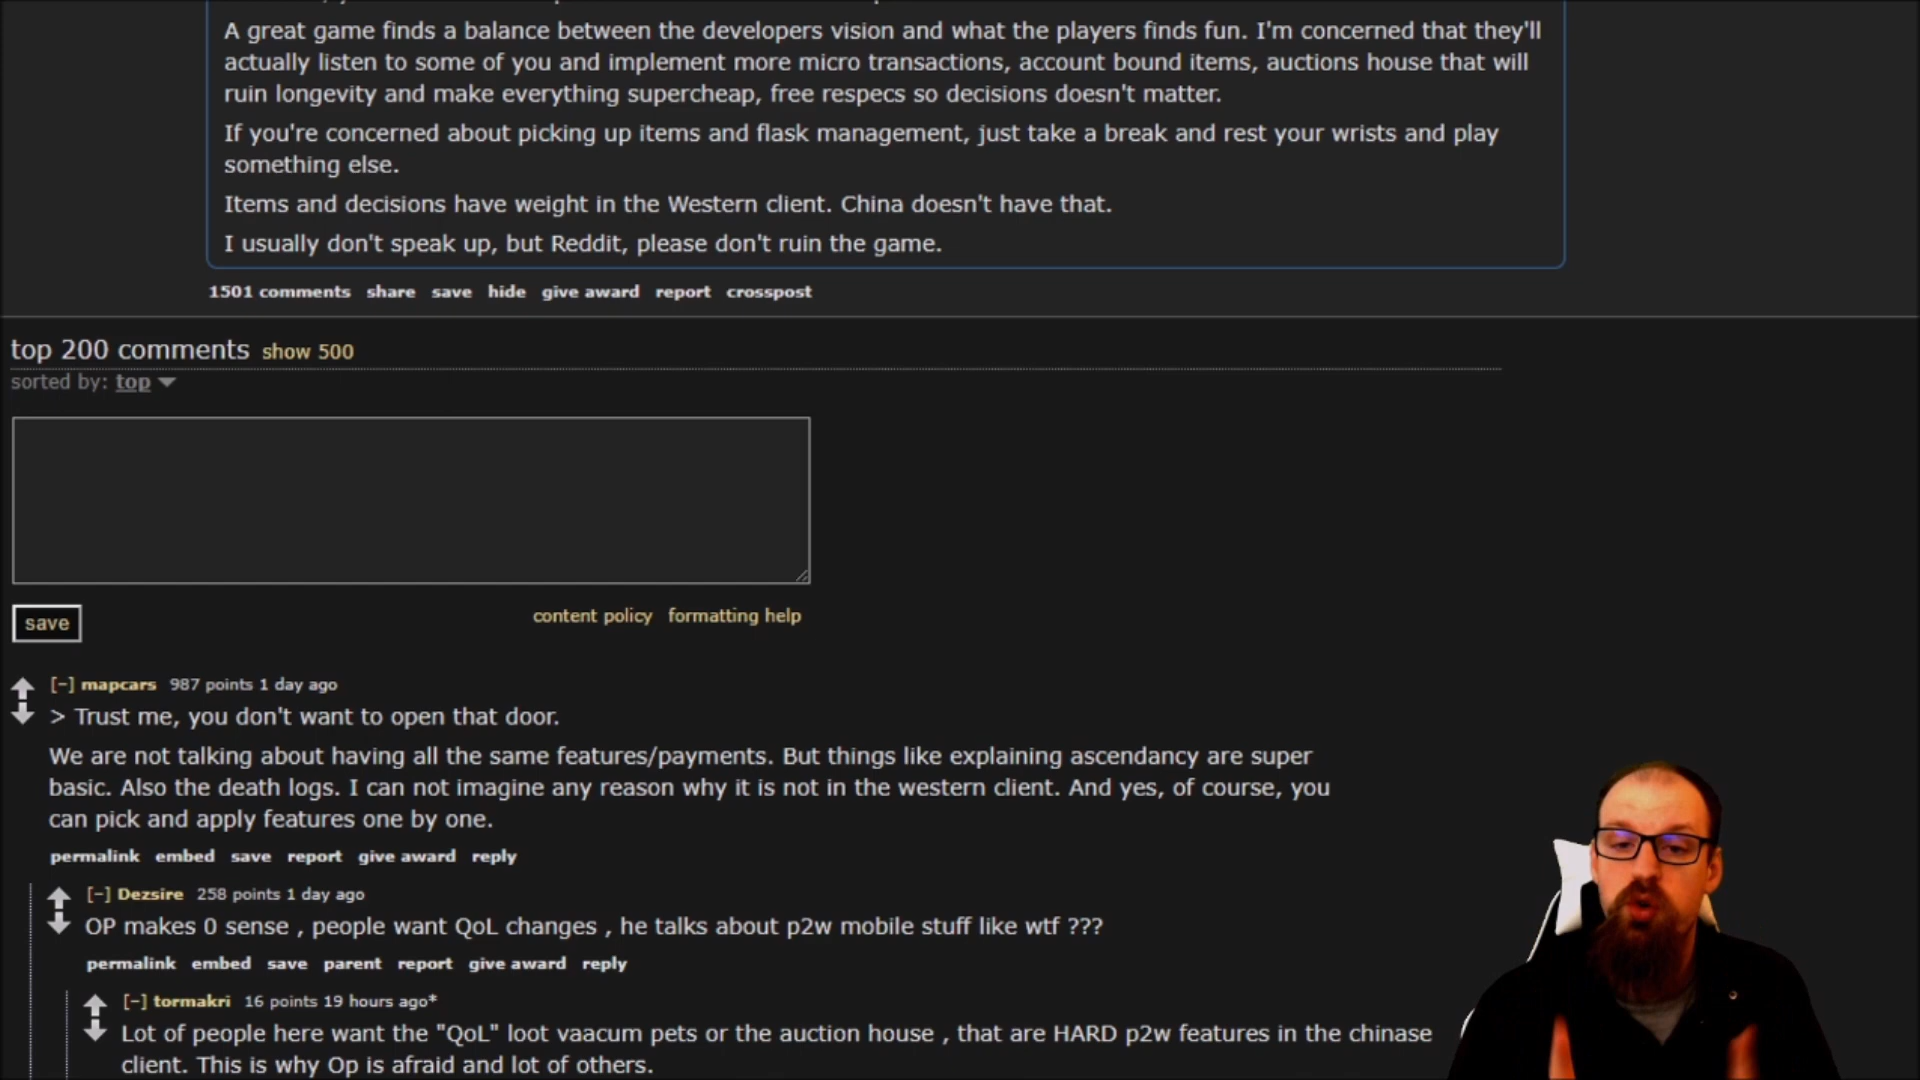 A great game finds a balance between the developers vision and what the players finds fun. I'm concerned that they'll
actually listen to some of you and implement more micro transactions, account bound items, auctions house that will
ruin longevity and make everything supercheap, free respecs so decisions doesn't matter.
If you're concerned about picking up items and flask management, just take a break and rest your wrists and play
something else.
Items and decisions have weight in the Western client. China doesn't have that.
I usually don't speak up, but Reddit, please don't ruin the game.
1501 comments share save hide give award report crosspost
top 200 comments show 500
sorted by: top
save content policy formatting help
[-] mapcars 987 points 1 day ago
> Trust me, you don't want to open that door.
We are not talking about having all the same features/payments. But things like explaining ascendancy are super
basic. Also the death logs. I can not imagine any reason why it is not in the western client. And yes, of course, you
can pick and apply features one by one.
permalink embed save report give award reply
[-] Dezsire 258 points 1 day ago
OP makes 0 sense , people want QoL changes , he talks about p2w mobile stuff like wtf ???
permalink embed save parent report give award reply
[-] tormakri 16 points 19 hours ago*
Lot of people here want the "QoL" loot vaacum pets or the auction house , that are HARD p2w features in the chinese
client. This is why Op is afraid and lot of others.